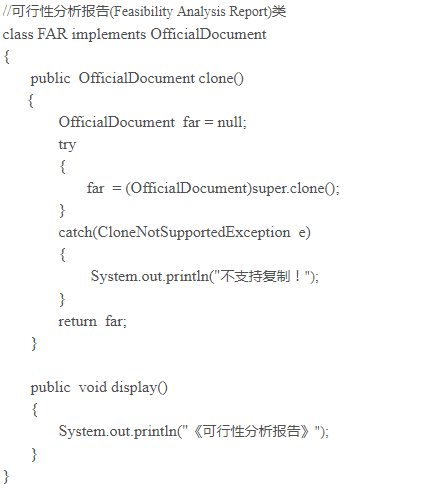 //可行性分析报告(Feasibility Analysis Report)类
class FAR implements OfficialDocument
{
public  OfficialDocument clone()
{
OfficialDocument  far = null;
try
{
far  = (OfficialDocument)super.clone();
}
catch(CloneNotSupportedException  e)
{
System.out.println("不支持复制！");
}
return  far;
}
public  void display()
{
System.out.println("《可行性分析报告》");
}
}